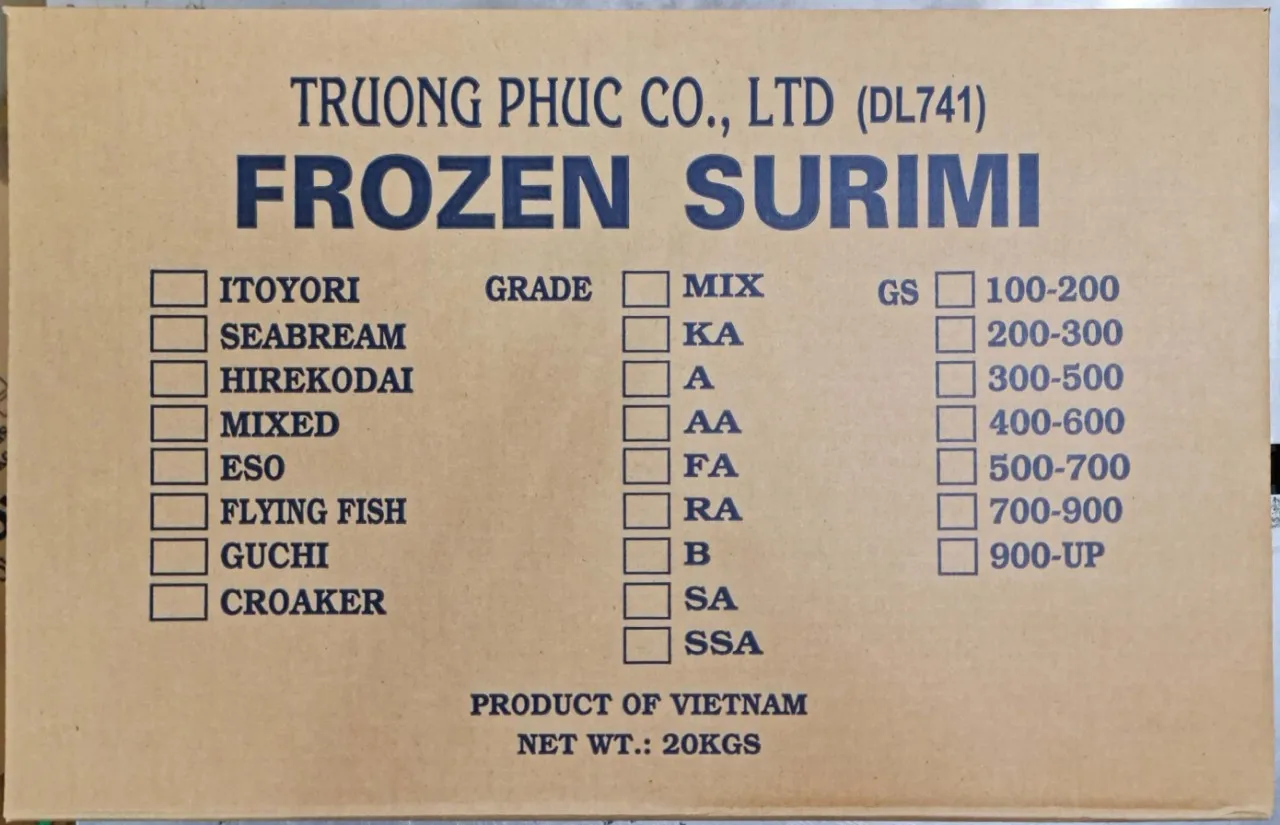 TRUONG PHUC CO., LTD (DL741)
FROZEN SURIMI
ITOYORI GRADE MIX GS 100-200
SEABREAM KA 200-300
HIREKODAI A 300-500
MIXED AA 400-600
ESO FA 500-700
FLYING FISH RA 700-900
GUCHI B 900-UP
CROAKER SA
SSA
PRODUCT OF VIETNAM
NET WT.: 20KGS